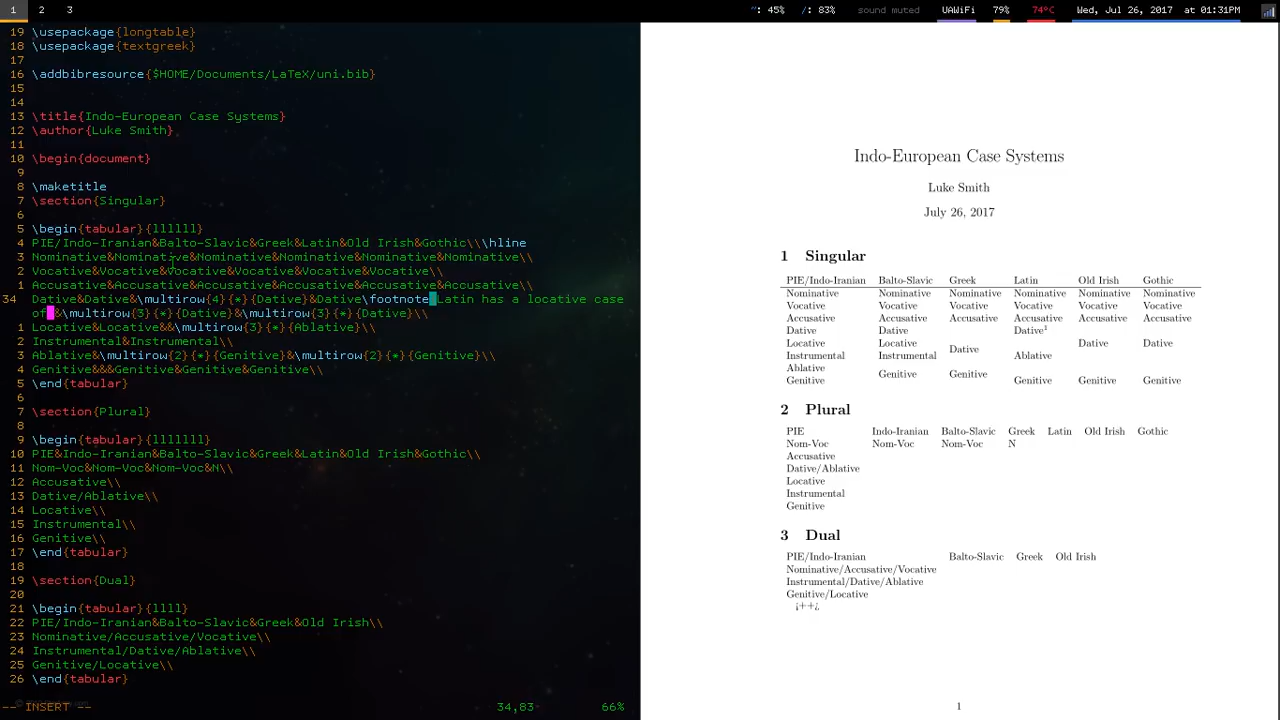 1 2 3 ~: 45% /: 83% sound muted UAWiFi 79% 74°C Wed, Jul 26, 2017 at 01:31PM
19 \usepackage{longtable}
18 \usepackage{textgreek}
17
16 \addbibresource{$HOME/Documents/LaTeX/uni.bib}
15
14
13 \title{Indo-European Case Systems}
12 \author{Luke Smith}
11
10 \begin{document}
9
8 \maketitle
7 \section{Singular}
6
5 \begin{tabular}{llllll}
4 PIE/Indo-Iranian&Balto-Slavic&Greek&Latin&Old Irish&Gothic\\\hline
3 Nominative&Nominative&Nominative&Nominative&Nominative&Nominative\\
2 Vocative&Vocative&Vocative&Vocative&Vocative&Vocative\\
1 Accusative&Accusative&Accusative&Accusative&Accusative&Accusative\\
34 Dative&Dative&\multirow{4}{*}{Dative}&Dative\footnote{Latin has a locative case
of}&\multirow{3}{*}{Dative}&\multirow{3}{*}{Dative}\\
1 Locative&Locative&&\multirow{3}{*}{Ablative}\\
2 Instrumental&Instrumental\\
3 Ablative&\multirow{2}{*}{Genitive}&\multirow{2}{*}{Genitive}\\
4 Genitive&&&Genitive&Genitive&Genitive\\
5 \end{tabular}
6
7 \section{Plural}
8
9 \begin{tabular}{lllllll}
10 PIE&Indo-Iranian&Balto-Slavic&Greek&Latin&Old Irish&Gothic\\
11 Nom-Voc&Nom-Voc&Nom-Voc&N\\
12 Accusative\\
13 Dative/Ablative\\
14 Locative\\
15 Instrumental\\
16 Genitive\\
17 \end{tabular}
18
19 \section{Dual}
20
21 \begin{tabular}{llll}
22 PIE/Indo-Iranian&Balto-Slavic&Greek&Old Irish\\
23 Nominative/Accusative/Vocative\\
24 Instrumental/Dative/Ablative\\
25 Genitive/Locative\\
26 \end{tabular}
-- INSERT -- 34,83 66%
Indo-European Case Systems
Luke Smith
July 26, 2017
1 Singular
PIE/Indo-Iranian Balto-Slavic Greek Latin Old Irish Gothic
Nominative Nominative Nominative Nominative Nominative Nominative
Vocative Vocative Vocative Vocative Vocative Vocative
Accusative Accusative Accusative Accusative Accusative Accusative
Dative Dative Dative¹
Locative Locative Dative Dative Dative
Instrumental Instrumental Ablative
Ablative Genitive Genitive
Genitive Genitive Genitive Genitive
2 Plural
PIE Indo-Iranian Balto-Slavic Greek Latin Old Irish Gothic
Nom-Voc Nom-Voc Nom-Voc N
Accusative
Dative/Ablative
Locative
Instrumental
Genitive
3 Dual
PIE/Indo-Iranian Balto-Slavic Greek Old Irish
Nominative/Accusative/Vocative
Instrumental/Dative/Ablative
Genitive/Locative
¡++¿
1